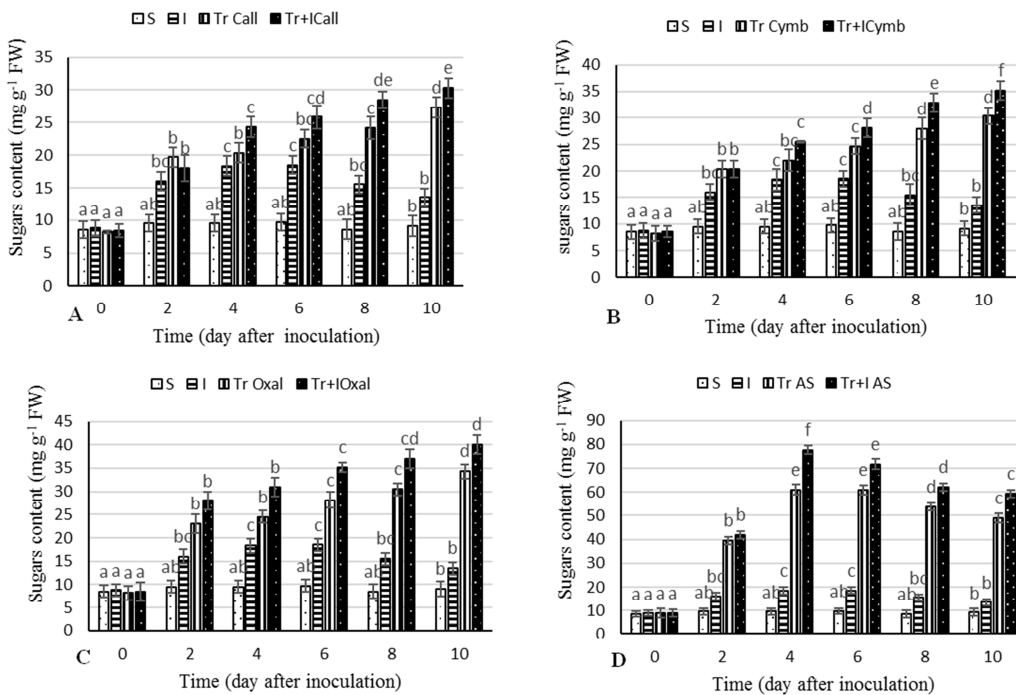 S I Tr Call Tr+ICall
Sugars content (mg g⁻¹ FW)
35
30
25
20
15
10
5
0
a a a a
ab bc b b
ab c b c
ab c bc cd
ab bc c de
b b d e
0 2 4 6 8 10
A
Time (day after inoculation)
S I Tr Cymb Tr+ICymb
sugars content (mg g⁻¹ FW)
40
35
30
25
20
15
10
5
0
a a a a
ab bc b b
ab c bc c
ab c c d
ab bc d e
b b d f
0 2 4 6 8 10
B
Time (day after inoculation)
S I Tr Oxal Tr+IOxal
Sugars content (mg g⁻¹ FW)
45
40
35
30
25
20
15
10
5
0
a a a a
ab bc b b
ab c b b
ab c c c
ab bc c cd
b b d d
0 2 4 6 8 10
C
Time (day after inoculation)
S I Tr AS Tr+I AS
Sugars content (mg g⁻¹ FW)
90
80
70
60
50
40
30
20
10
0
a a a a
ab bc b b
ab c e f
ab c e e
ab bc d d
b b c c
0 2 4 6 8 10
D
Time (day after inoculation)